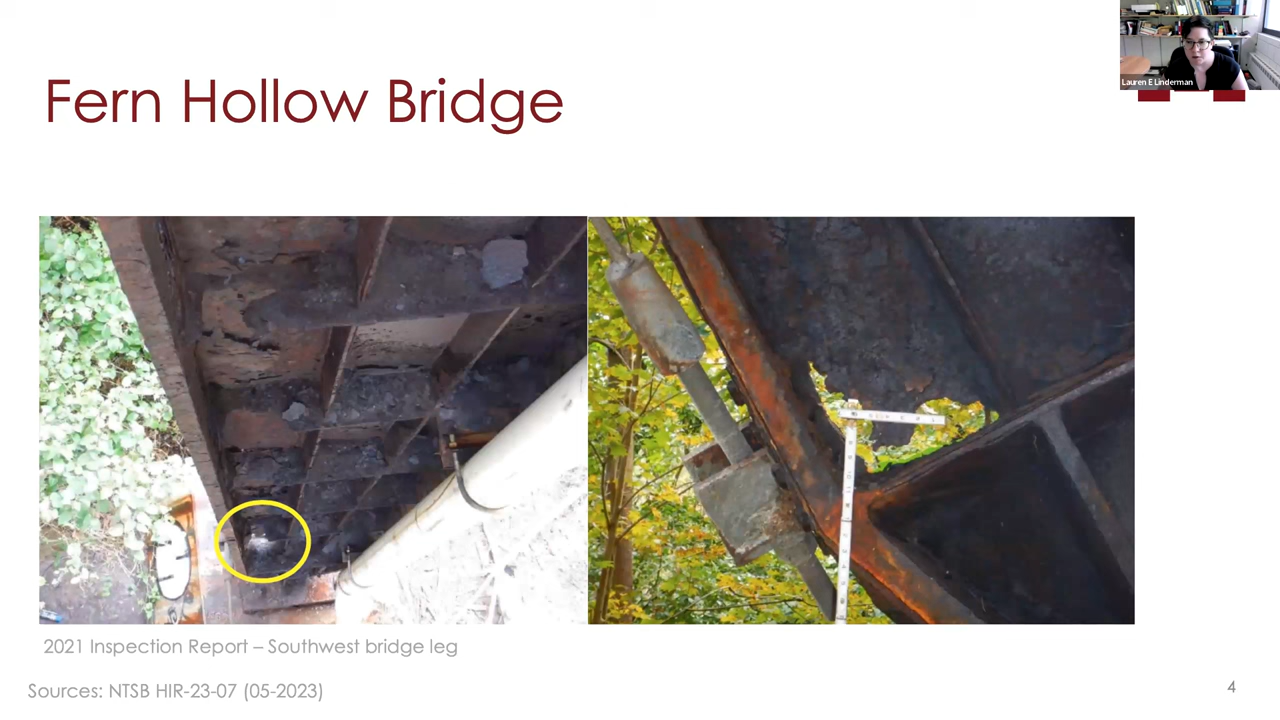 Lauren E Linderman
Fern Hollow Bridge
2021 Inspection Report – Southwest bridge leg
Sources: NTSB HIR-23-07 (05-2023)
4